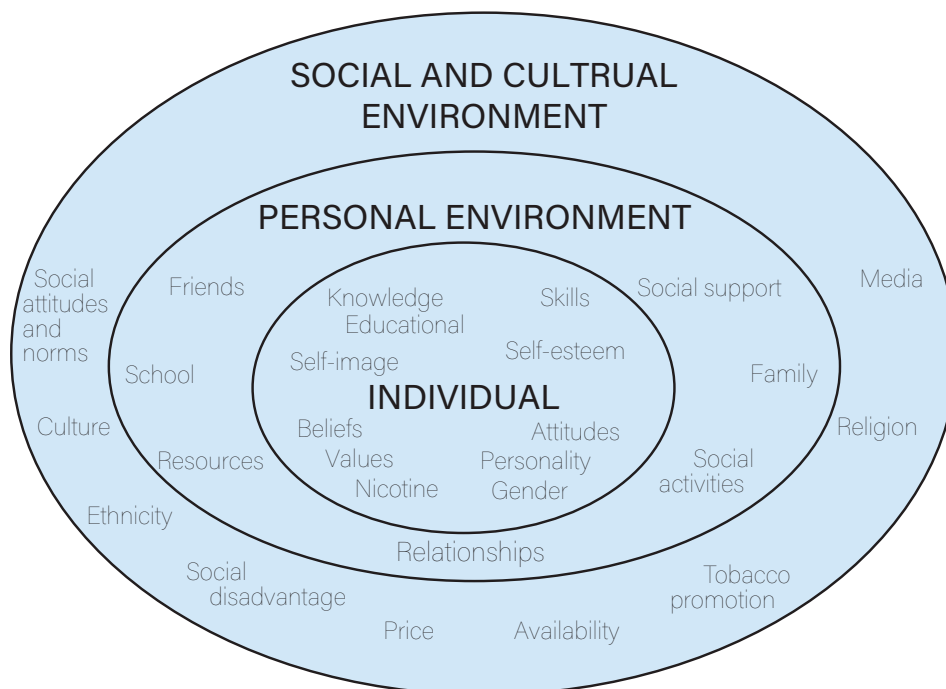 SOCIAL AND CULTRUAL
ENVIRONMENT
PERSONAL ENVIRONMENT
Social
attitudes
and
norms
Friends
Knowledge
Educational
Skills
Social support
Media
Self-image
Self-esteem
School
Family
INDIVIDUAL
Culture
Beliefs
Attitudes
Religion
Resources
Values
Personality
Social
activities
Nicotine
Gender
Ethnicity
Relationships
Social
disadvantage
Tobacco
promotion
Price
Availability